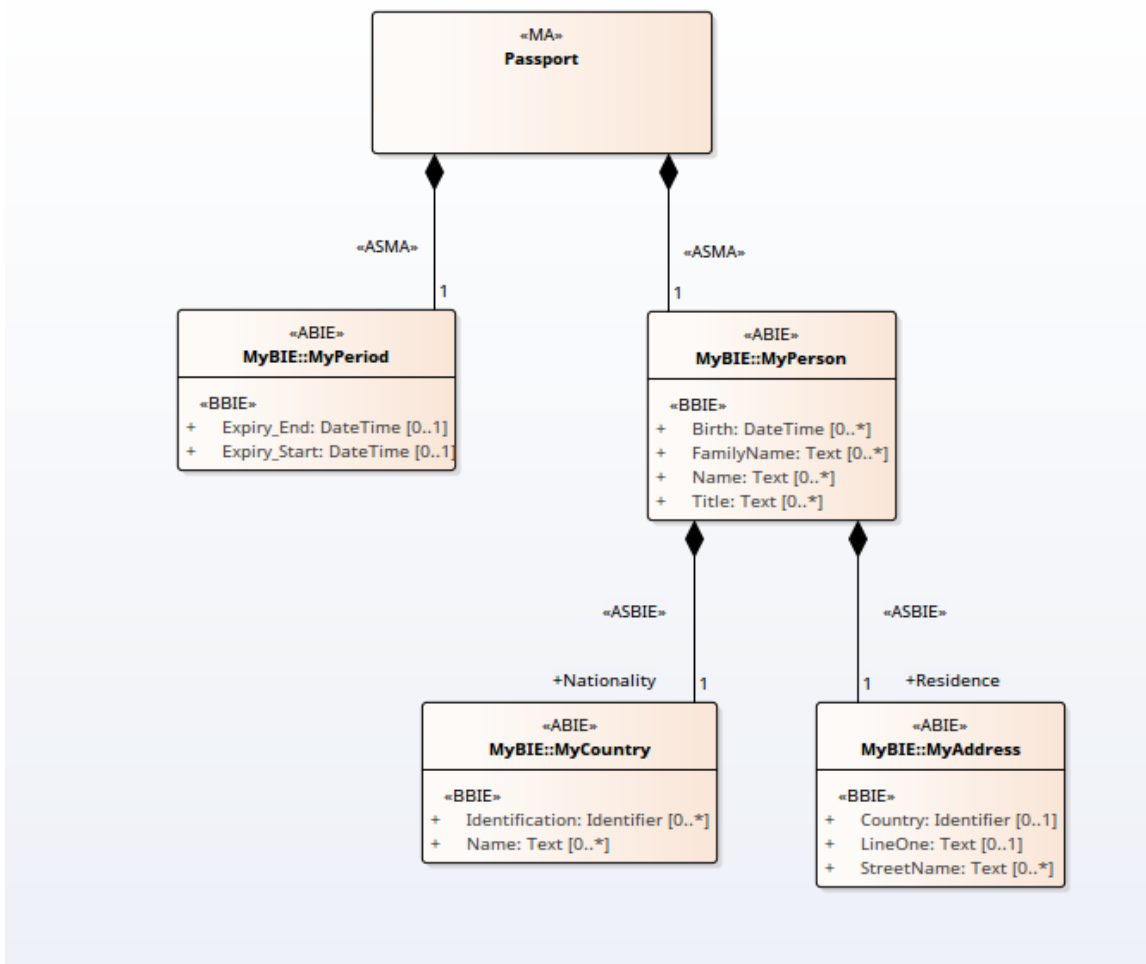 «MA»
Passport
«ASMA»
«ASMA»
1
1
«ABIE»
MyBIE::MyPeriod
«BBIE»
+ Expiry_End: DateTime [0..1]
+ Expiry_Start: DateTime [0..1]
«ABIE»
MyBIE::MyPerson
«BBIE»
+ Birth: DateTime [0..*]
+ FamilyName: Text [0..*]
+ Name: Text [0..*]
+ Title: Text [0..*]
«ASBIE»
«ASBIE»
+Nationality 1
1 +Residence
«ABIE»
MyBIE::MyCountry
«BBIE»
+ Identification: Identifier [0..*]
+ Name: Text [0..*]
«ABIE»
MyBIE::MyAddress
«BBIE»
+ Country: Identifier [0..1]
+ LineOne: Text [0..1]
+ StreetName: Text [0..*]